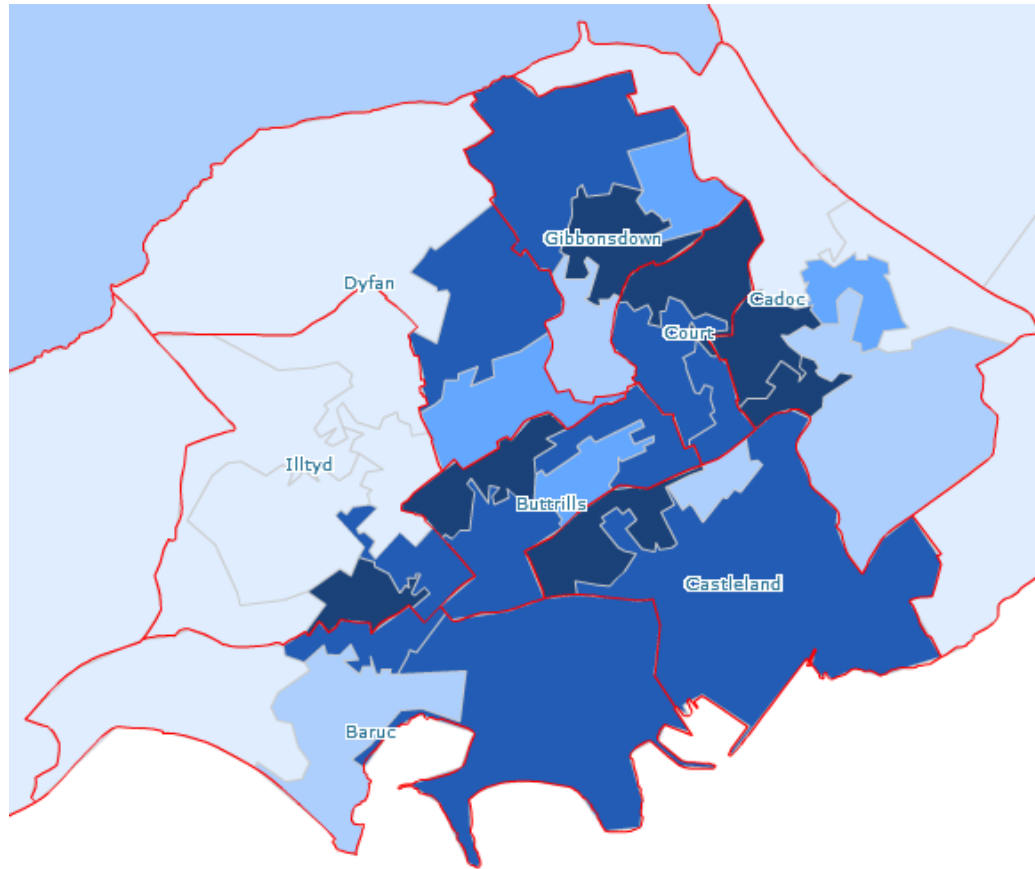 Gibbonsdown
Dyfan
Cadoc
Court
Illtyd
Buttrills
Castleland
Baruc